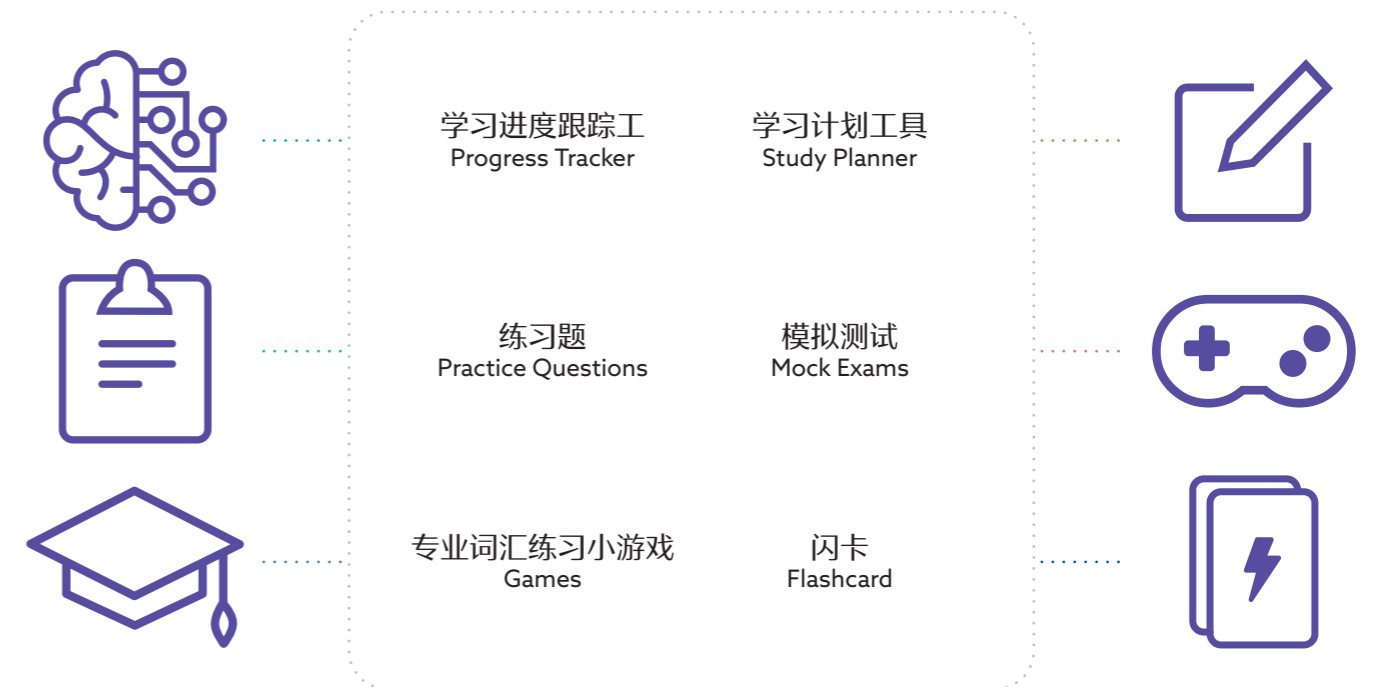 学习进度跟踪工
Progress Tracker
学习计划工具
Study Planner
练习题
Practice Questions
模拟测试
Mock Exams
专业词汇练习小游戏
Games
闪卡
Flashcard